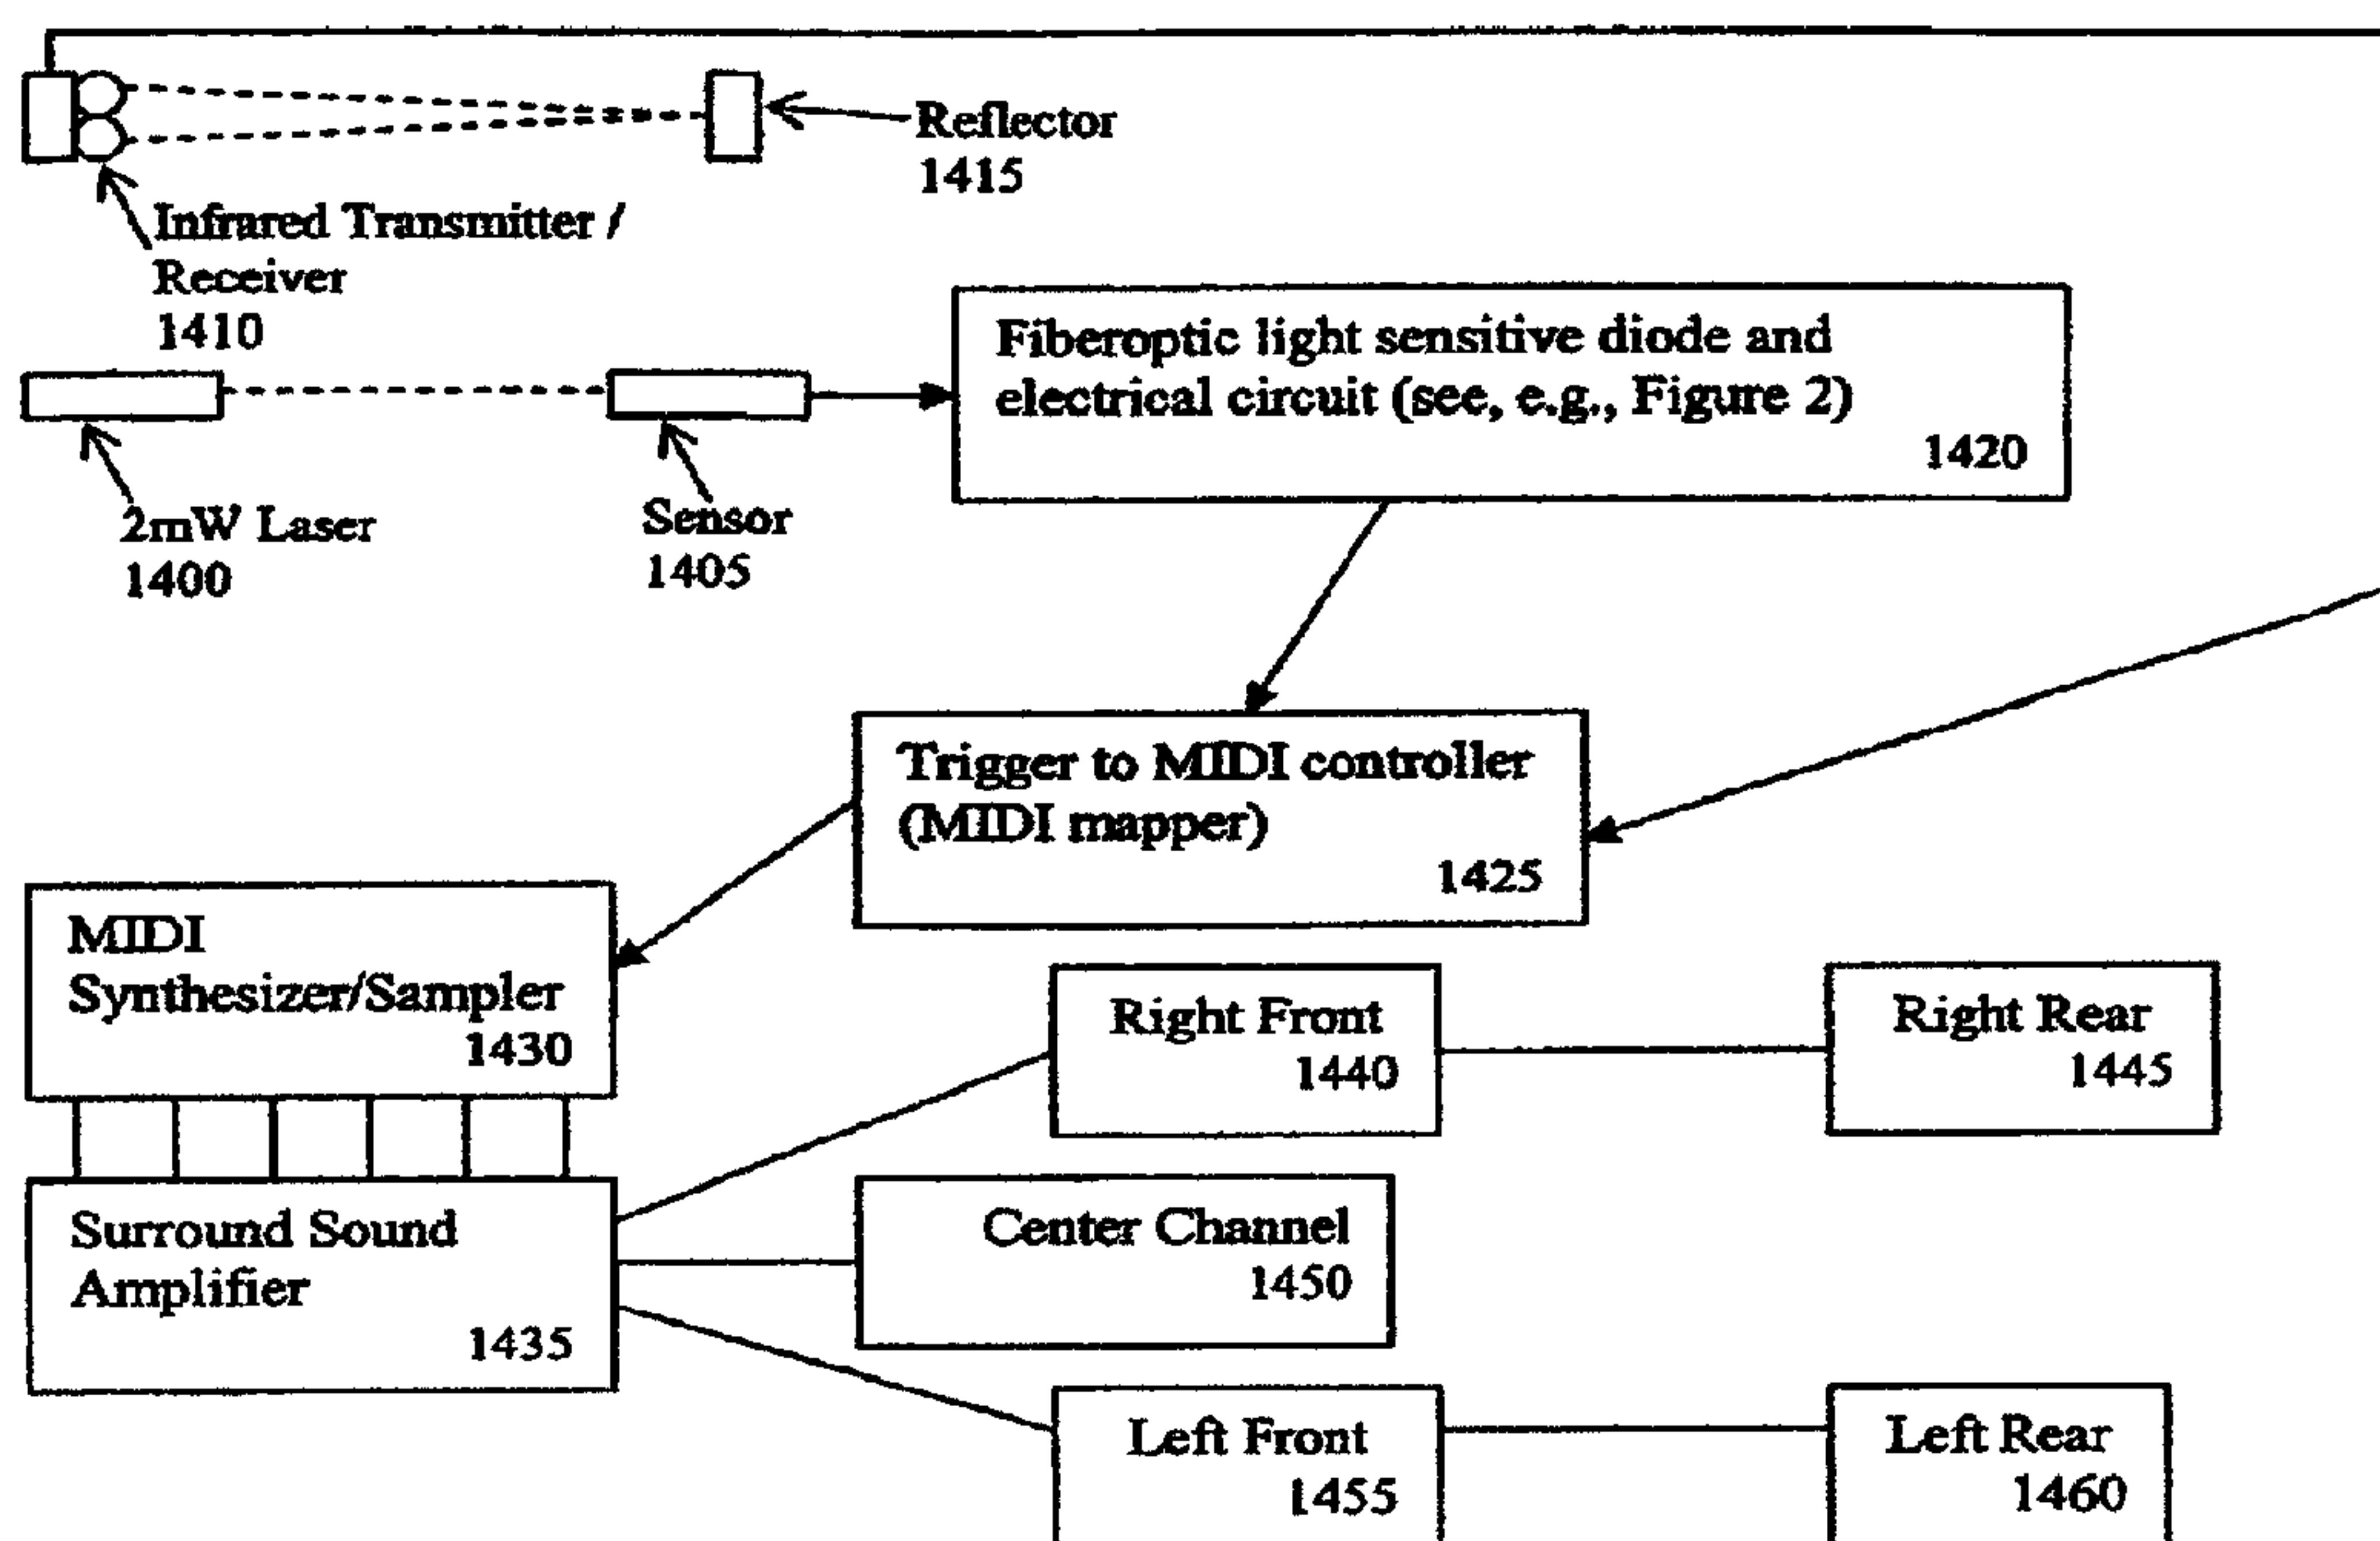 Reflector
1415
Infrared Transmitter /
Receiver
1410
Fiberoptic light sensitive diode and
electrical circuit (see, e.g., Figure 2)
1420
2mW Laser
1400
Sensor
1405
Trigger to MIDI controller
(MIDI mapper)
1425
MIDI
Synthesizer/Sampler
1430
Right Front
1440
Right Rear
1445
Surround Sound
Amplifier
1435
Center Channel
1450
Left Front
1455
Left Rear
1460